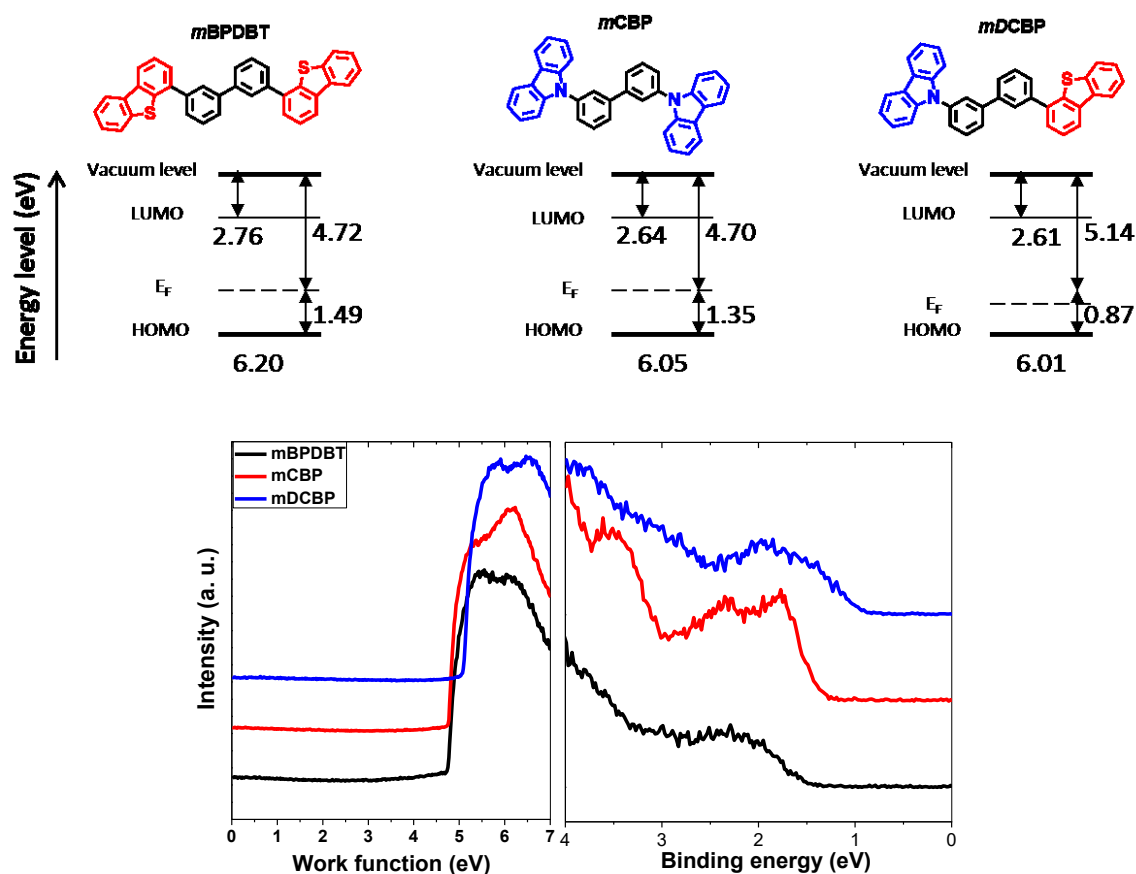 mBPDBT
mCBP
mDCBP
S
S
N
N
N
S
Energy level (eV)
Vacuum level
LUMO
2.76
4.72
E_F
1.49
HOMO
6.20
Vacuum level
LUMO
2.64
4.70
E_F
1.35
HOMO
6.05
Vacuum level
LUMO
2.61
5.14
E_F
0.87
HOMO
6.01
Intensity (a. u.)
mBPDBT
mCBP
mDCBP
0 1 2 3 4 5 6 7
Work function (eV)
4 3 2 1 0
Binding energy (eV)